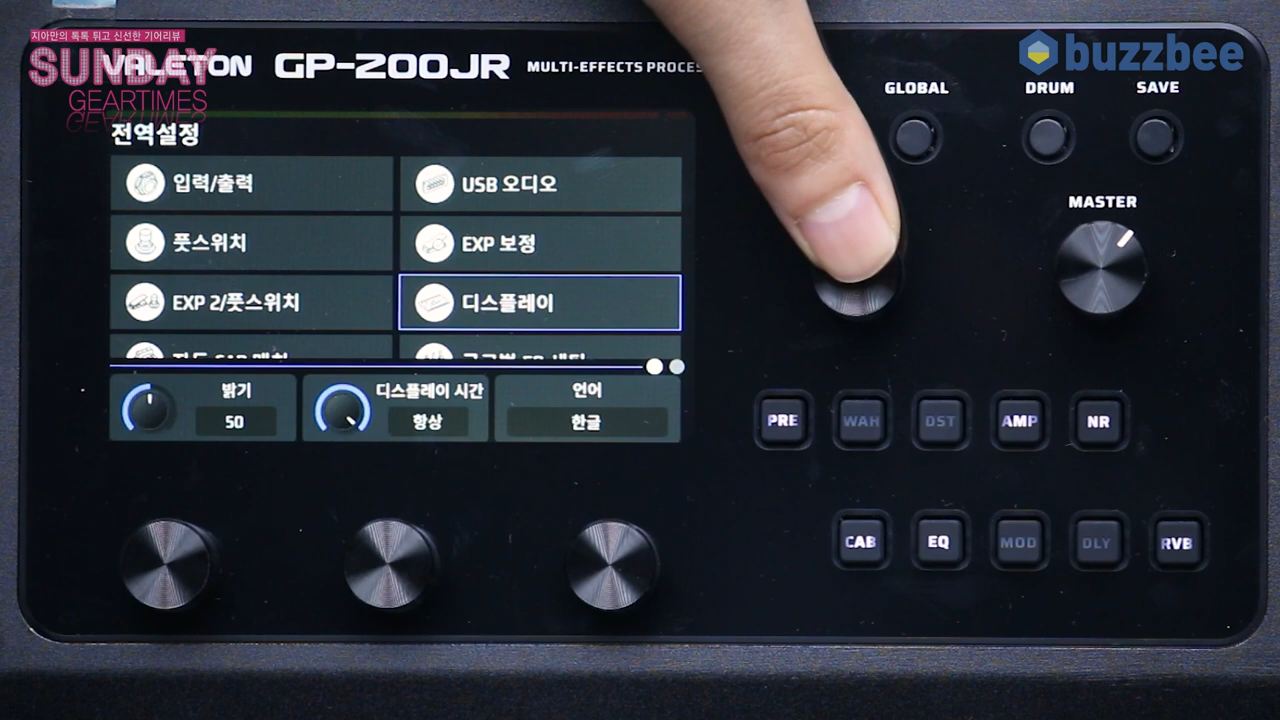 지아만의 톡톡 튀고 신선한 기어리뷰
SUNDAY
GEARTIMES
buzzbee
VALETON GP-200JR MULTI-EFFECTS
GLOBAL DRUM SAVE
MASTER
전역설정
입력/출력 USB 오디오
풋스위치 EXP 보정
EXP 2/풋스위치 디스플레이
밝기 디스플레이 시간 언어
50 항상 한글
PRE WAH DST AMP NR
CAB EQ MOD DLY RVB